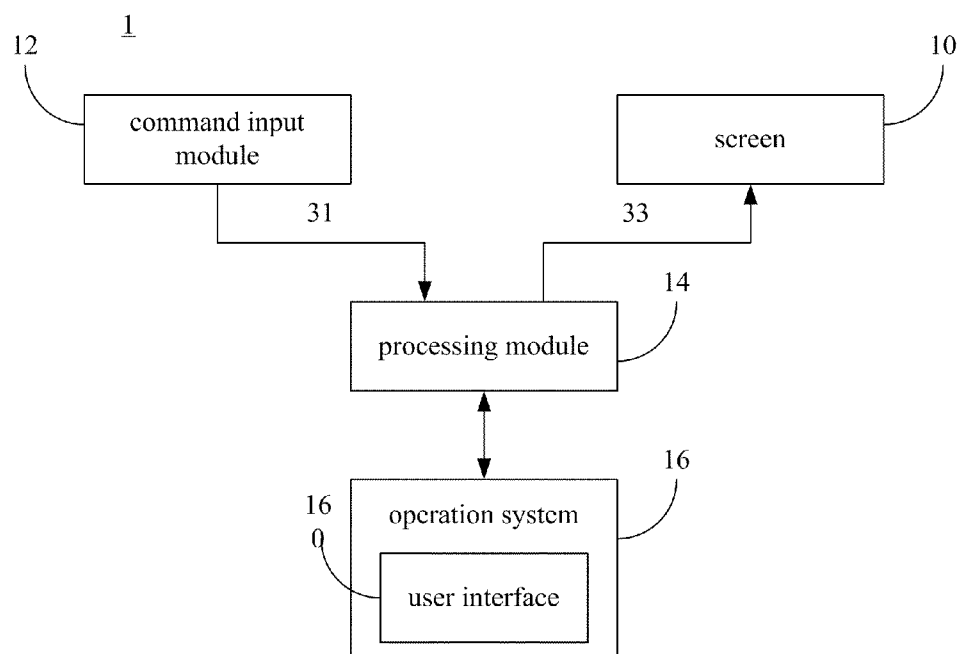 1
12
10
command input
module
screen
31
33
14
processing module
16
operation system
16
0
user interface